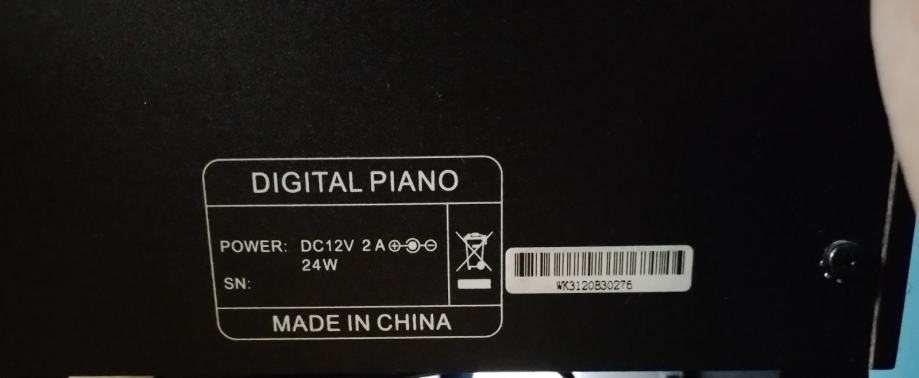 DIGITAL PIANO
POWER: DC12V 2A
24W
SN:
WK3120B30276
MADE IN CHINA